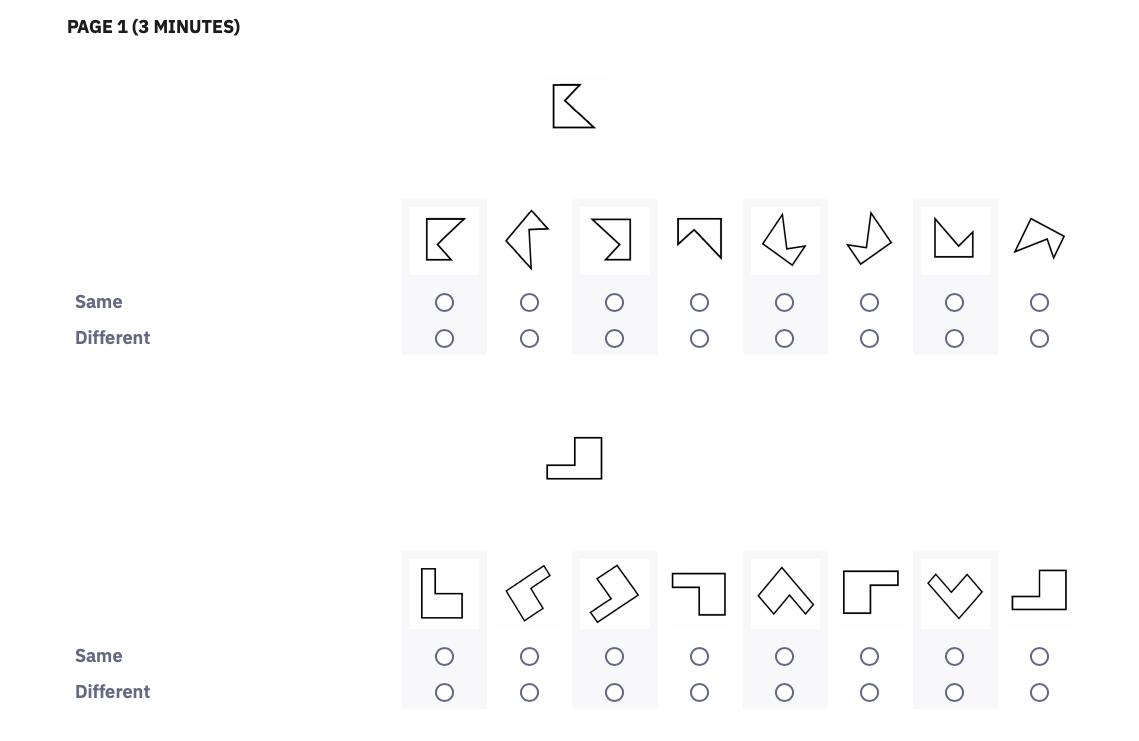 PAGE 1 (3 MINUTES)
Same
Different
Same
Different